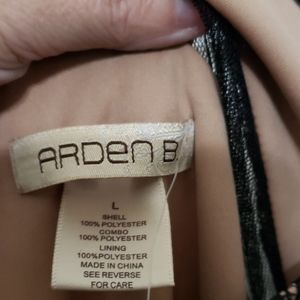 ARDEN B.
L
SHELL
100% POLYESTER
COMBO
100% POLYESTER
LINING
100%POLYESTER
MADE IN CHINA
SEE REVERSE
FOR CARE